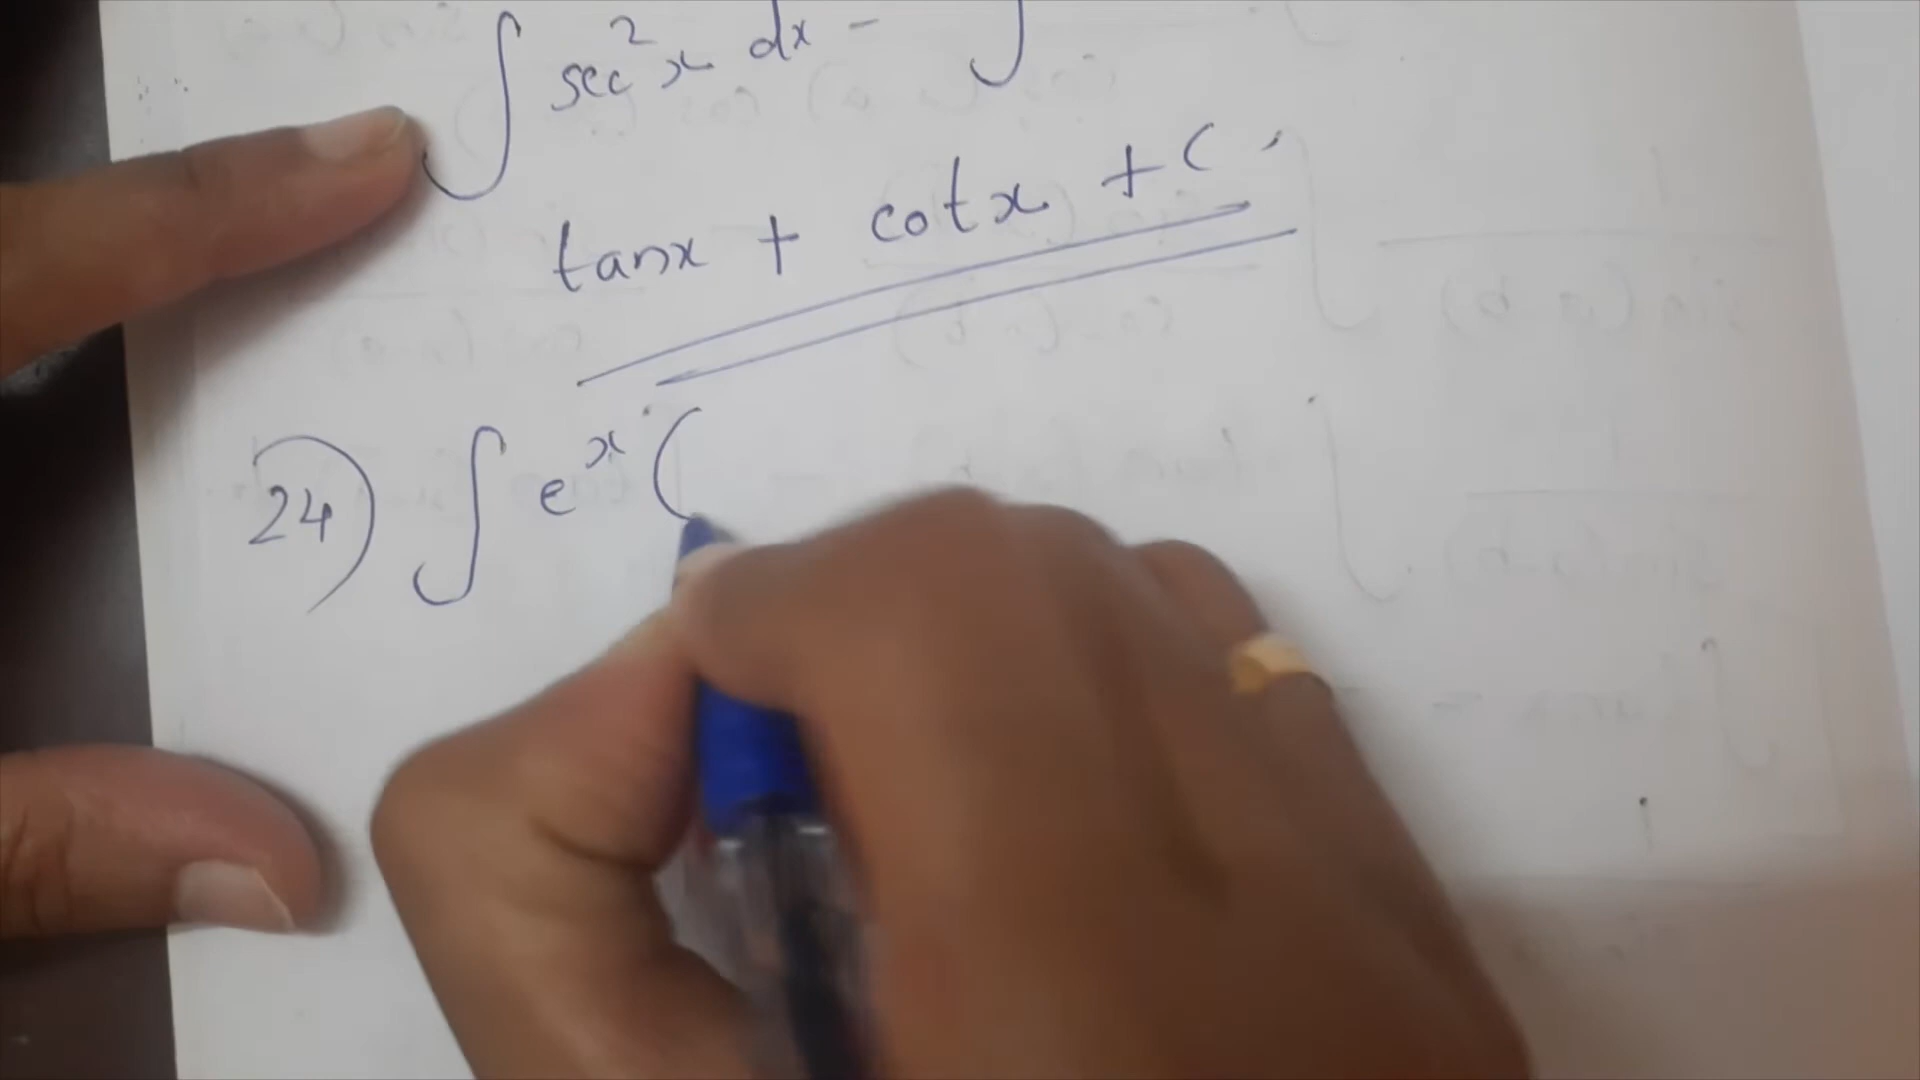 ∫ sec²x dx - ∫
tanx + cotx + C
24) ∫ eˣ (